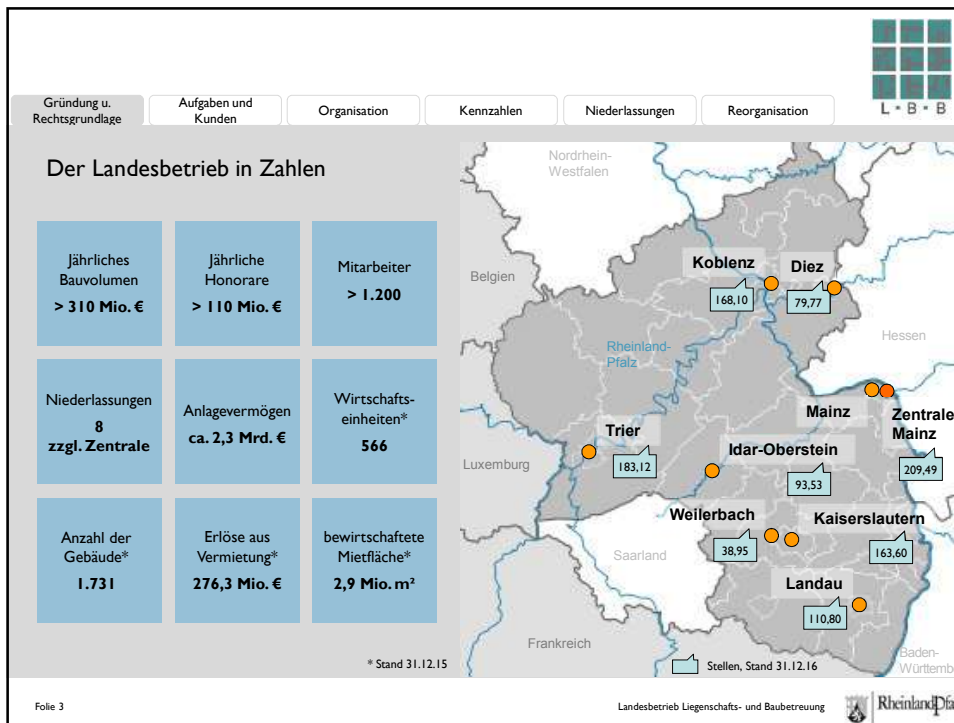 L • B • B
Gründung u.
Rechtsgrundlage
Aufgaben und
Kunden
Organisation
Kennzahlen
Niederlassungen
Reorganisation
Der Landesbetrieb in Zahlen
Jährliches
Bauvolumen
> 310 Mio. €
Jährliche
Honorare
> 110 Mio. €
Mitarbeiter
> 1.200
Niederlassungen
8
zzgl. Zentrale
Anlagevermögen
ca. 2,3 Mrd. €
Wirtschafts-
einheiten*
566
Anzahl der
Gebäude*
1.731
Erlöse aus
Vermietung*
276,3 Mio. €
bewirtschaftete
Mietfläche*
2,9 Mio. m²
* Stand 31.12.15
Nordrhein-
Westfalen
Belgien
Koblenz
168,10
Diez
79,77
Hessen
Rheinland-
Pfalz
Mainz
Zentrale
Mainz
209,49
Trier
183,12
Idar-Oberstein
93,53
Luxemburg
Weilerbach
38,95
Kaiserslautern
163,60
Saarland
Landau
110,80
Frankreich
Baden-
Württemb
Stellen, Stand 31.12.16
Folie 3
Landesbetrieb Liegenschafts- und Baubetreuung
RheinlandPfa